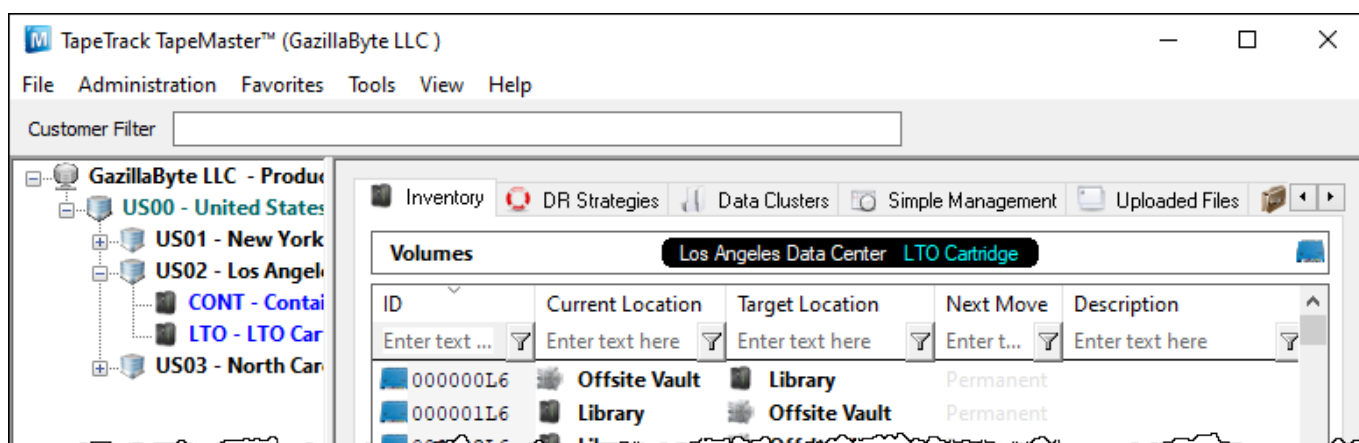 TapeTrack TapeMaster™ (GazillaByte LLC )
File Administration Favorites Tools View Help
Customer Filter
GazillaByte LLC - Produc
US00 - United States
US01 - New York
US02 - Los Angel
CONT - Contai
LTO - LTO Car
US03 - North Car
Inventory DR Strategies Data Clusters Simple Management Uploaded Files
Volumes Los Angeles Data Center LTO Cartridge
ID Current Location Target Location Next Move Description
Enter text ... Enter text here Enter text here Enter t... Enter text here
000000L6 Offsite Vault Library Permanent
000001L6 Library Offsite Vault Permanent